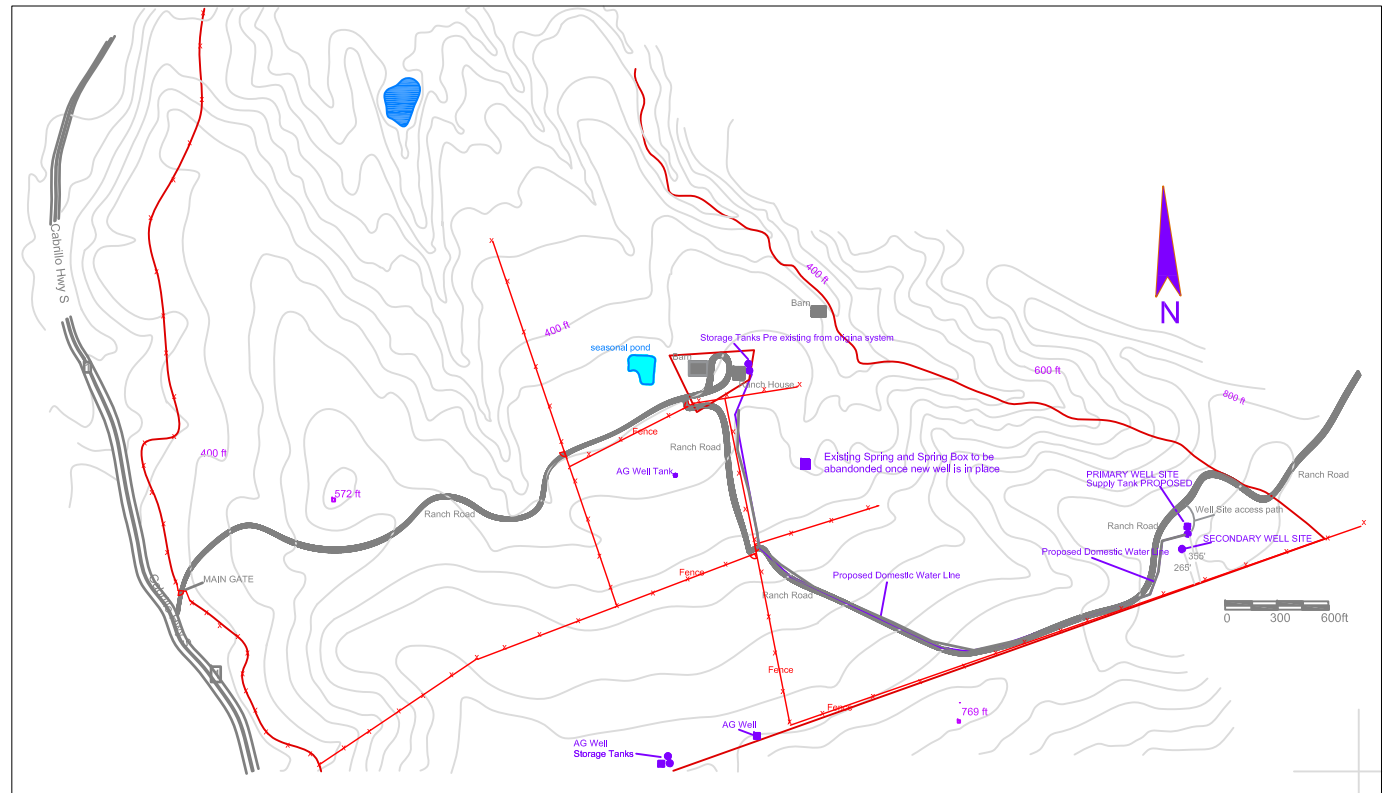 Cabrillo Hwy S
400 ft
Barn
N
400 ft
Storage Tanks Pre existing from origina system
seasonal pond
Barn
Ranch House
600 ft
800 ft
Fence
Ranch Road
400 ft
AG Well Tank
Existing Spring and Spring Box to be
abandonded once new well is in place
572 ft
Ranch Road
PRIMARY WELL SITE
Supply Tank PROPOSED
Ranch Road
Well Site access path
Ranch Road
SECONDARY WELL SITE
Proposed Domestic Water Line
356'
265'
MAIN GATE
Fence
Proposed Domestic Water Line
Ranch Road
0 300 600ft
Fence
Fence
769 ft
AG Well
AG Well
Storage Tanks